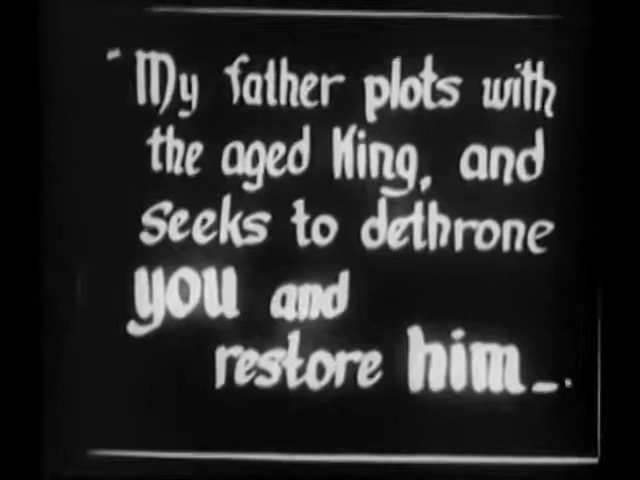 "My father plots with
the aged King, and
seeks to dethrone
you and
restore him—.